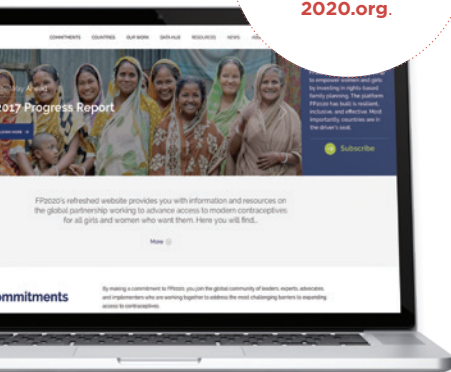 2020.org.
COMMITMENTS COUNTRIES OUR WORK DATA HUB RESOURCES NEWS
Way Ahead
2017 Progress Report
LEARN MORE
to empower women and girls
by investing in rights-based
family planning. The platform
FP2020 has built is resilient,
inclusive, and effective. Most
importantly, countries are in
the driver's seat.
Subscribe
FP2020's refreshed website provides you with information and resources on
the global partnership working to advance access to modern contraceptives
for all girls and women who want them. Here you will find...
More
ommitments
By making a commitment to FP2020, you join the global community of leaders, experts, advocates,
and implementers who are working together to address the most challenging barriers to expanding
access to contraceptives.